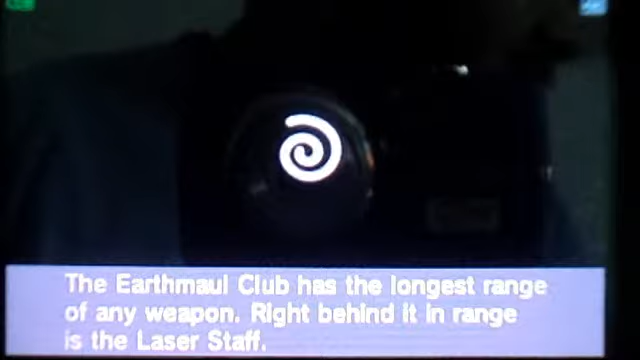 The Earthmaul Club has the longest range
of any weapon. Right behind it in range
is the Laser Staff.